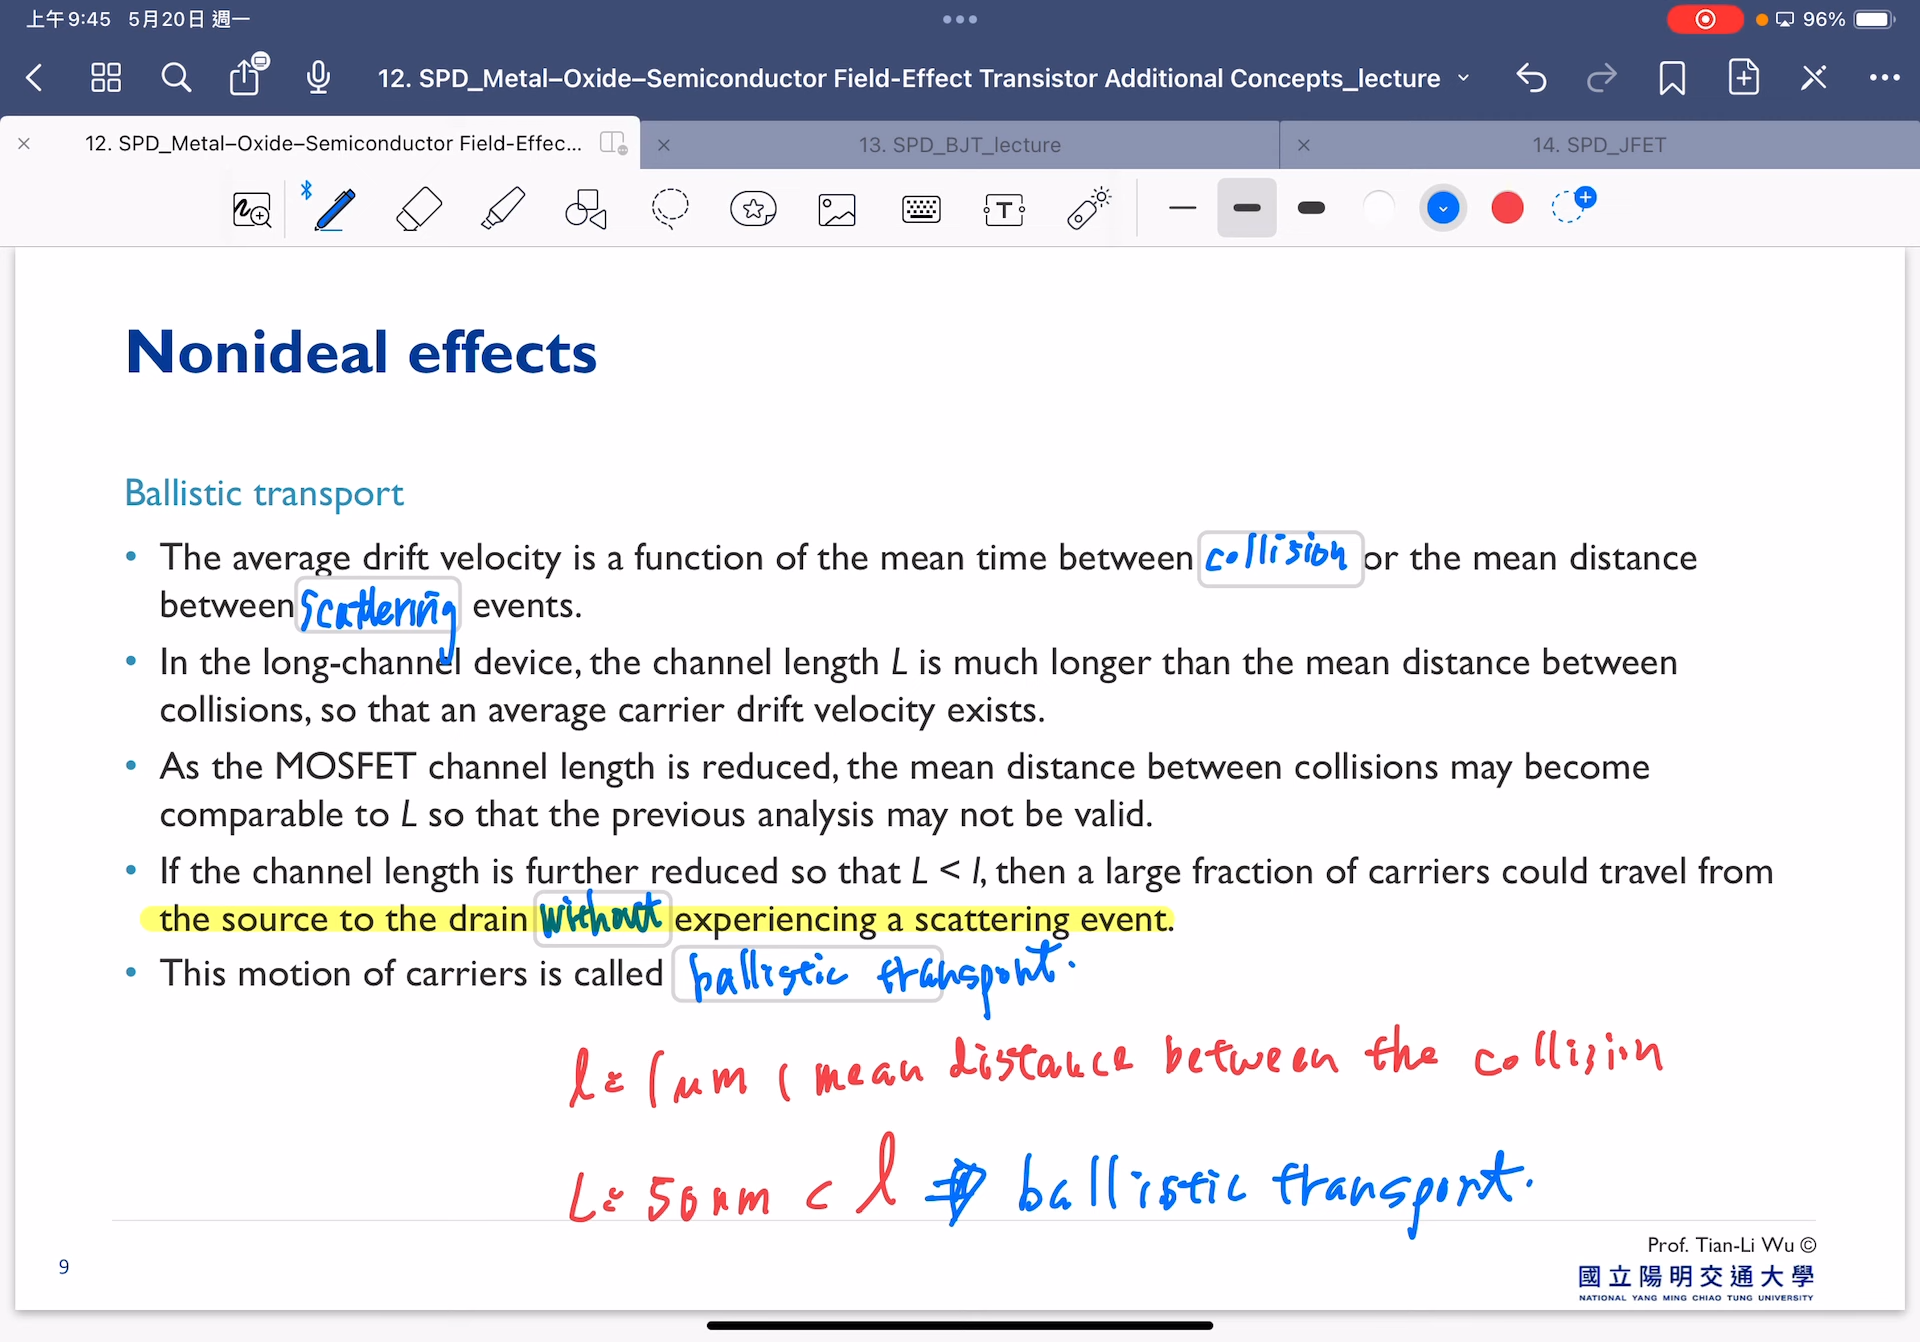 上午9:45 5月20日 週一
96%
12. SPD_Metal–Oxide–Semiconductor Field-Effect Transistor Additional Concepts_lecture
12. SPD_Metal–Oxide–Semiconductor Field-Effec...
13. SPD_BJT_lecture
14. SPD_JFET
Nonideal effects
Ballistic transport
• The average drift velocity is a function of the mean time between collision or the mean distance
between scattering events.
• In the long-channel device, the channel length L is much longer than the mean distance between
collisions, so that an average carrier drift velocity exists.
• As the MOSFET channel length is reduced, the mean distance between collisions may become
comparable to L so that the previous analysis may not be valid.
• If the channel length is further reduced so that L < l, then a large fraction of carriers could travel from
the source to the drain without experiencing a scattering event.
• This motion of carriers is called ballistic transport.
l = 1 μm ( mean distance between the collision
L = 50 nm < l ⇒ ballistic transport.
9
Prof. Tian-Li Wu ©
國立陽明交通大學
NATIONAL YANG MING CHIAO TUNG UNIVERSITY